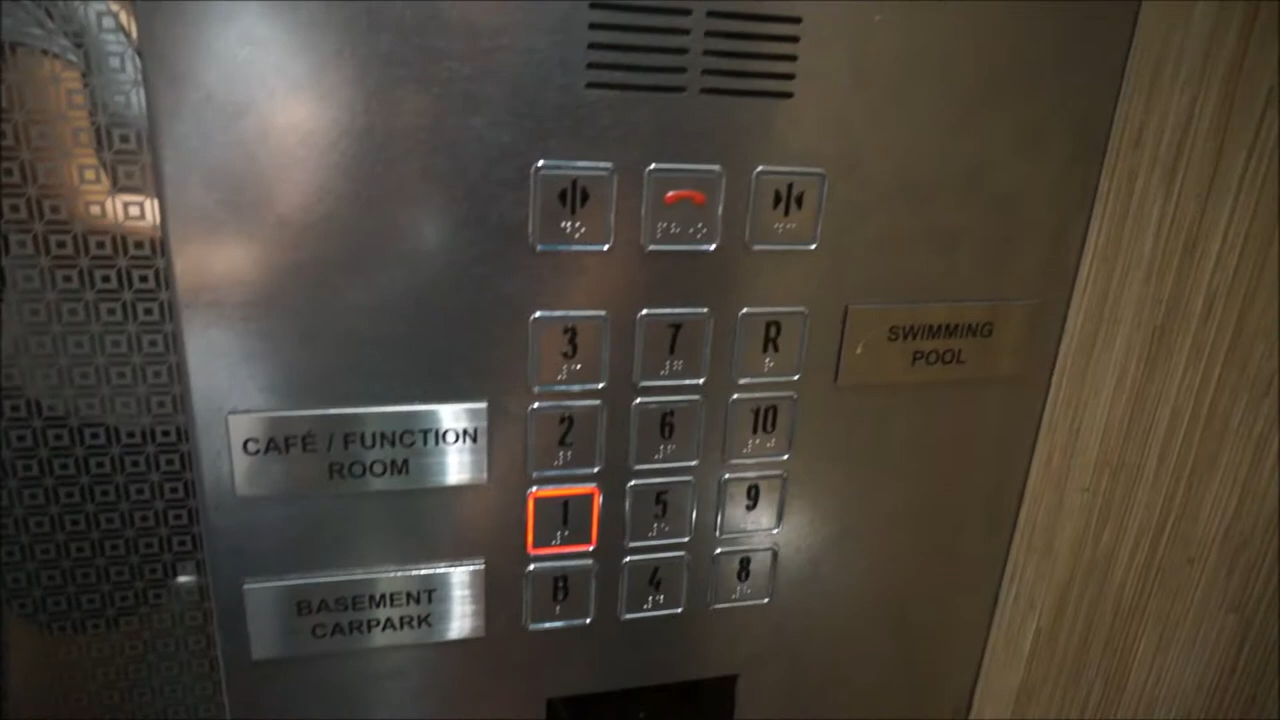 3 7 R
SWIMMING
POOL
CAFÉ / FUNCTION
ROOM
2 6 10
1 5 9
BASEMENT
CARPARK
B 4 8